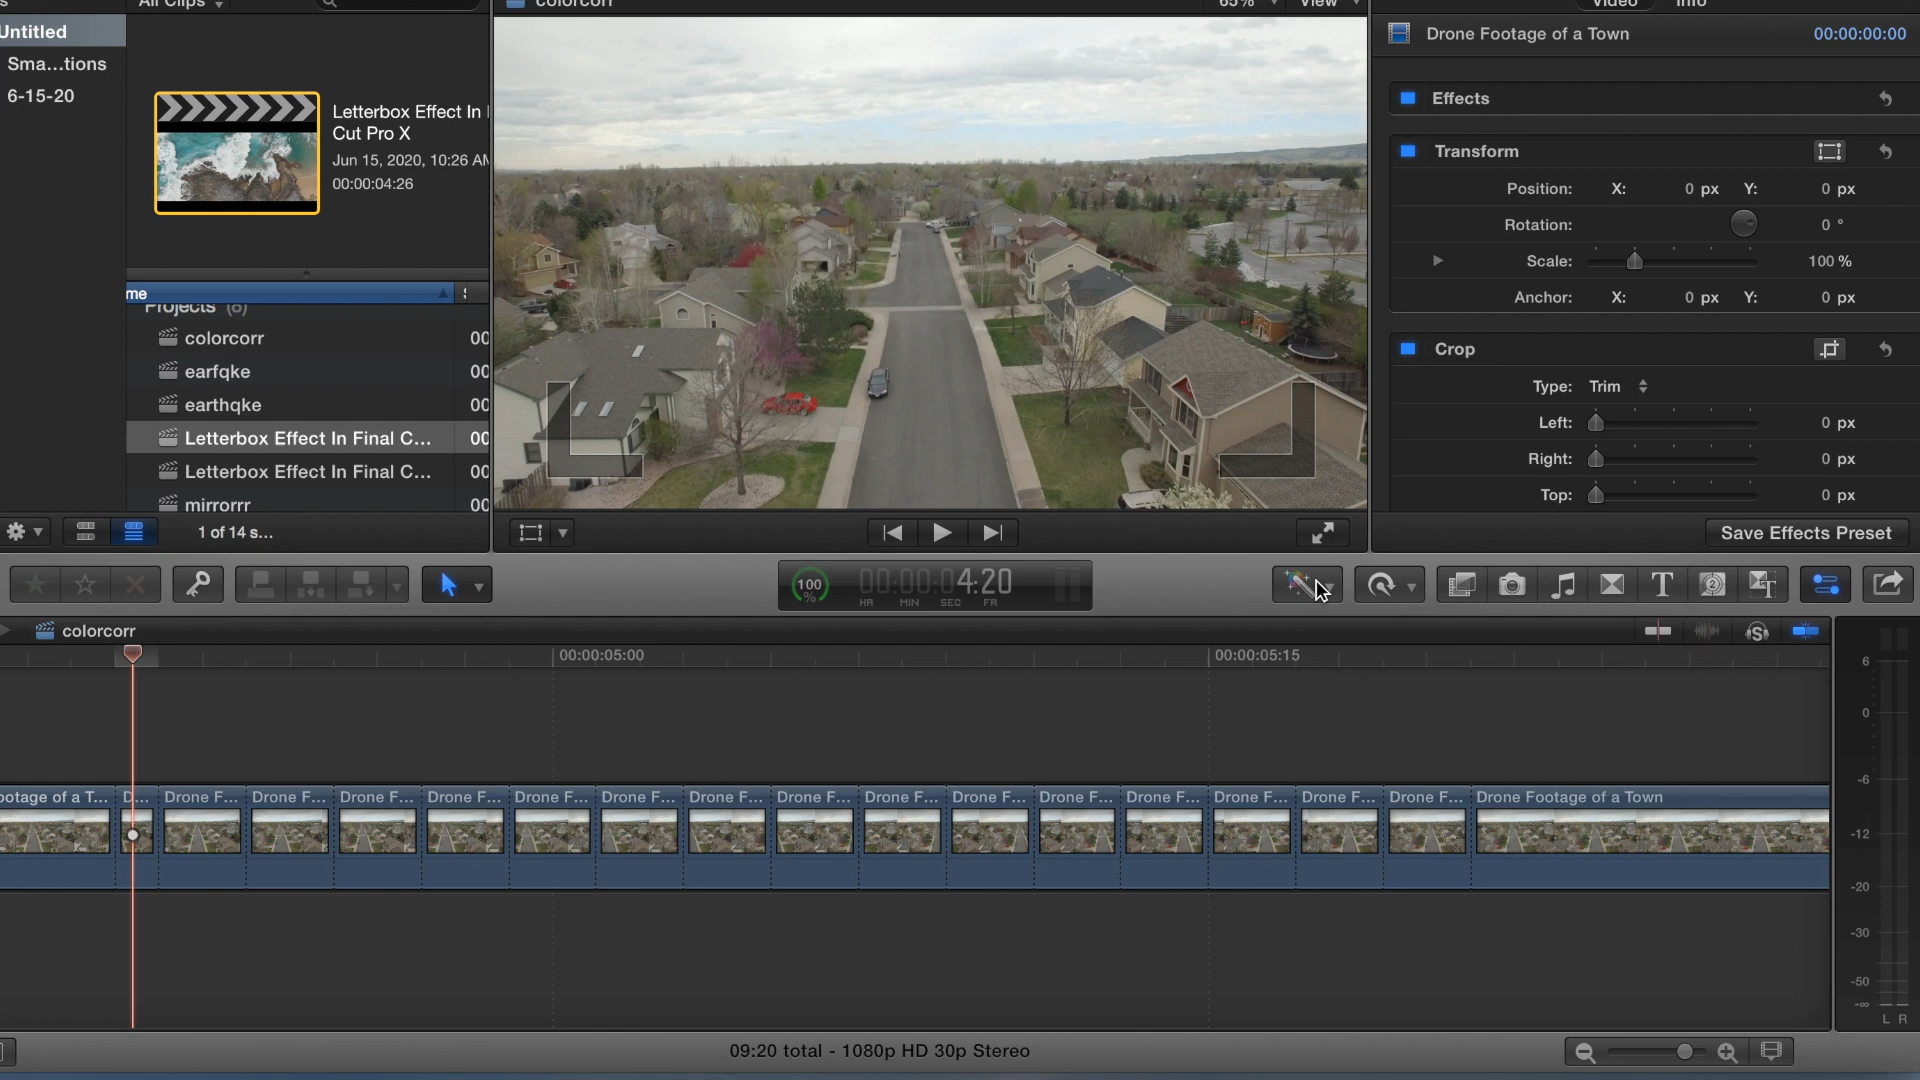 All Clips
colorcorr
65%
View
Video
Info
Untitled
Sma...tions
6-15-20
Letterbox Effect In
Cut Pro X
Jun 15, 2020, 10:26 AM
00:00:04:26
me
Projects (8)
colorcorr
00
earfqke
00
earthqke
00
Letterbox Effect In Final C...
00
Letterbox Effect In Final C...
00
mirrorrr
00
1 of 14 s...
Drone Footage of a Town
00:00:00:00
Effects
Transform
Position: X: 0 px Y: 0 px
Rotation: 0 °
Scale: 100 %
Anchor: X: 0 px Y: 0 px
Crop
Type: Trim
Left: 0 px
Right: 0 px
Top: 0 px
Save Effects Preset
100
%
00:00:04:20
HR MIN SEC FR
T
2
T
colorcorr
S
00:00:05:00
00:00:05:15
ootage of a T... D... Drone F... Drone F... Drone F... Drone F... Drone F... Drone F... Drone F... Drone F... Drone F... Drone F... Drone F... Drone F... Drone F... Drone F... Drone F... Drone Footage of a Town
6
0
-6
-12
-20
-30
-50
-∞
L R
09:20 total - 1080p HD 30p Stereo